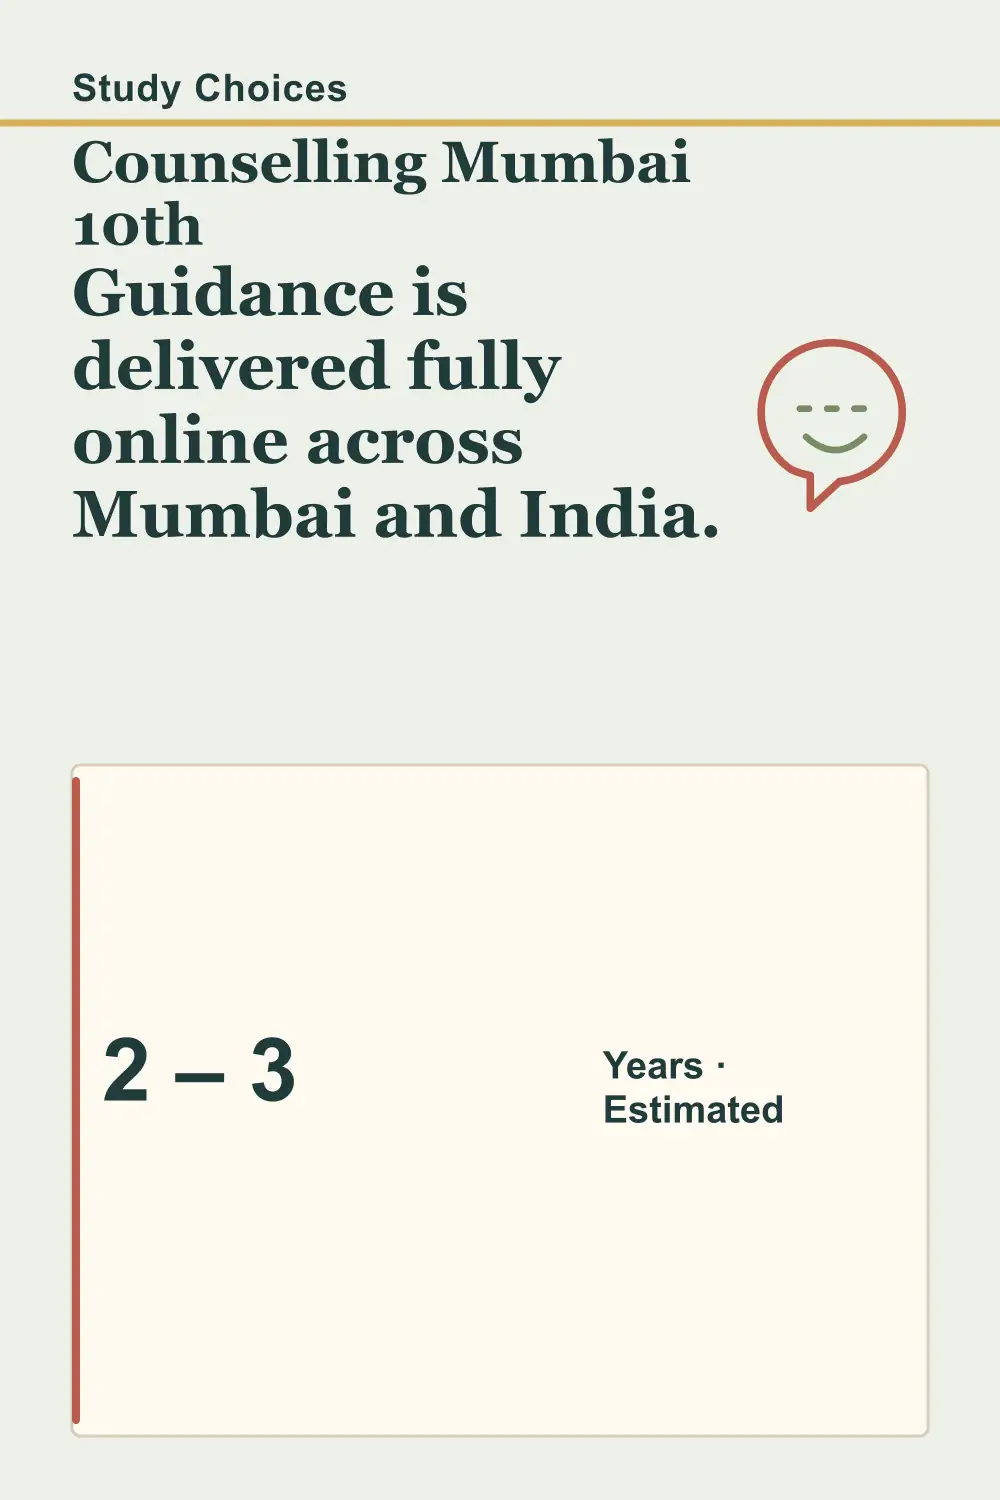 Study Choices
Counselling Mumbai
10th
Guidance is
delivered fully
online across
Mumbai and India.
2 – 3
Years ·
Estimated